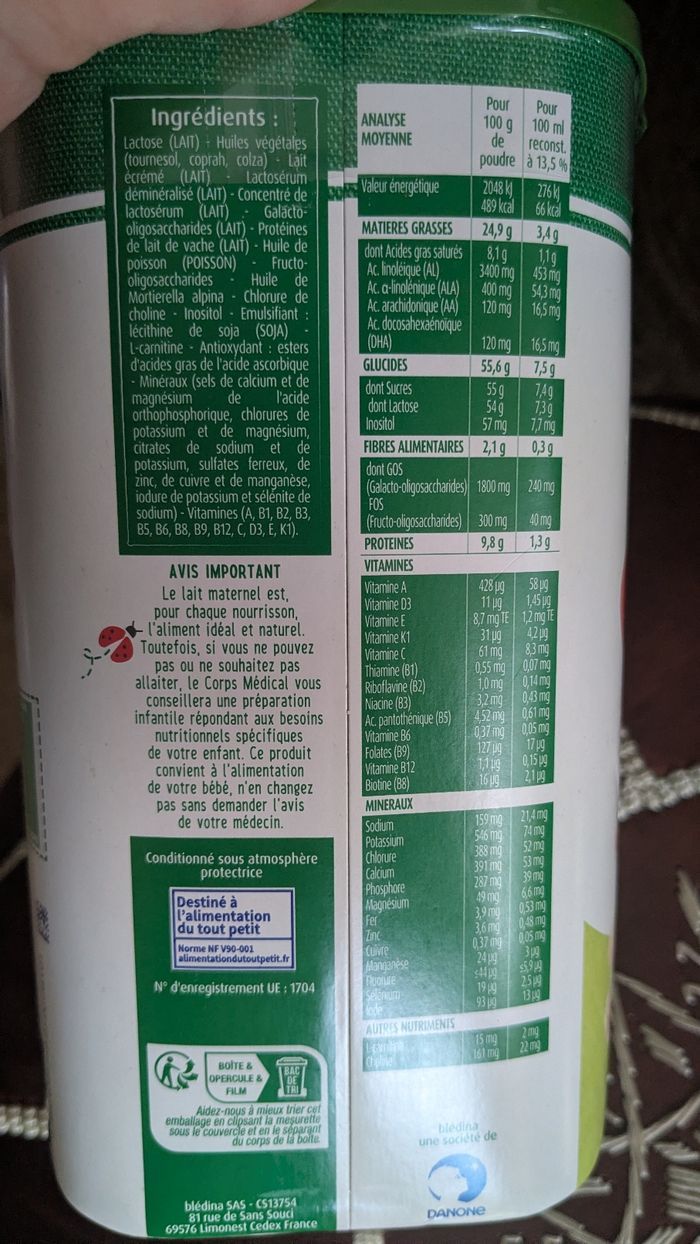 Ingrédients :
Lactose (LAIT) - Huiles végétales
(tournesol, coprah, colza) - Lait
écrémé (LAIT) - Lactosérum
déminéralisé (LAIT) - Concentré de
lactosérum (LAIT) - Galacto-
oligosaccharides (LAIT) - Protéines
de lait de vache (LAIT) - Huile de
poisson (POISSON) - Fructo-
oligosaccharides - Huile de
Mortierella alpina - Chlorure de
choline - Inositol - Emulsifiant :
lécithine de soja (SOJA) -
L-carnitine - Antioxydant : esters
d'acides gras de l'acide ascorbique
- Minéraux (sels de calcium et de
magnésium de l'acide
orthophosphorique, chlorures de
potassium et de magnésium,
citrates de sodium et de
potassium, sulfates ferreux, de
zinc, de cuivre et de manganèse,
iodure de potassium et sélénite de
sodium) - Vitamines (A, B1, B2, B3,
B5, B6, B8, B9, B12, C, D3, E, K1).
AVIS IMPORTANT
Le lait maternel est,
pour chaque nourrisson,
l'aliment idéal et naturel.
Toutefois, si vous ne pouvez
pas ou ne souhaitez pas
allaiter, le Corps Médical vous
conseillera une préparation
infantile répondant aux besoins
nutritionnels spécifiques
de votre enfant. Ce produit
convient à l'alimentation
de votre bébé, n'en changez
pas sans demander l'avis
de votre médecin.
Conditionné sous atmosphère
protectrice
Destiné à
l'alimentation
du tout petit
Norme NF V90-001
alimentationdutoutpetit.fr
N° d'enregistrement UE : 1704
BOÎTE &
OPERCULE &
FILM
BAC
DE
TRI
Aidez-nous à mieux trier cet
emballage en clipsant la mesurette
sous le couvercle et en le séparant
du corps de la boîte.
blédina SAS - CS13754
81 rue de Sans Souci
69576 Limonest Cedex France
ANALYSE
MOYENNE
Pour
100 g
de
poudre
Pour
100 ml
reconst.
à 13,5 %
Valeur énergétique 2048 kj 276 kj
489 kcal 66 kcal
MATIERES GRASSES 24,9 g 3,4 g
dont Acides gras saturés 8,1 g 1,1 g
Ac. linoléique (AL) 3400 mg 453 mg
Ac. α-linolénique (ALA) 400 mg 54,3 mg
Ac. arachidonique (AA) 120 mg 16,5 mg
Ac. docosahexaénoïque
(DHA) 120 mg 16,5 mg
GLUCIDES 55,6 g 7,5 g
dont Sucres 55 g 7,4 g
dont Lactose 54 g 7,3 g
Inositol 57 mg 7,7 mg
FIBRES ALIMENTAIRES 2,1 g 0,3 g
dont GOS
(Galacto-oligosaccharides) 1800 mg 240 mg
FOS
(Fructo-oligosaccharides) 300 mg 40 mg
PROTEINES 9,8 g 1,3 g
VITAMINES
Vitamine A 428 µg 58 µg
Vitamine D3 11 µg 1,45 µg
Vitamine E 8,7 mg TE 1,2 mg TE
Vitamine K1 31 µg 4,2 µg
Vitamine C 61 mg 8,3 mg
Thiamine (B1) 0,55 mg 0,07 mg
Riboflavine (B2) 1,0 mg 0,14 mg
Niacine (B3) 3,2 mg 0,43 mg
Ac. pantothénique (B5) 4,52 mg 0,61 mg
Vitamine B6 0,37 mg 0,05 mg
Folates (B9) 127 µg 17 µg
Vitamine B12 1,1 µg 0,15 µg
Biotine (B8) 16 µg 2,1 µg
MINERAUX
Sodium 159 mg 21,4 mg
Potassium 546 mg 74 mg
Chlorure 388 mg 52 mg
Calcium 391 mg 53 mg
Phosphore 287 mg 39 mg
Magnésium 49 mg 6,6 mg
Fer 3,9 mg 0,53 mg
Zinc 3,6 mg 0,48 mg
Cuivre 0,37 mg 0,05 mg
Manganèse 24 µg 3 µg
Fluorure ≤44 µg ≤5,9 µg
Sélénium 19 µg 2,5 µg
Iode 93 µg 13 µg
AUTRES NUTRIMENTS
L-carnitine 15 mg 2 mg
Choline 161 mg 22 mg
blédina
une société de
DANONE